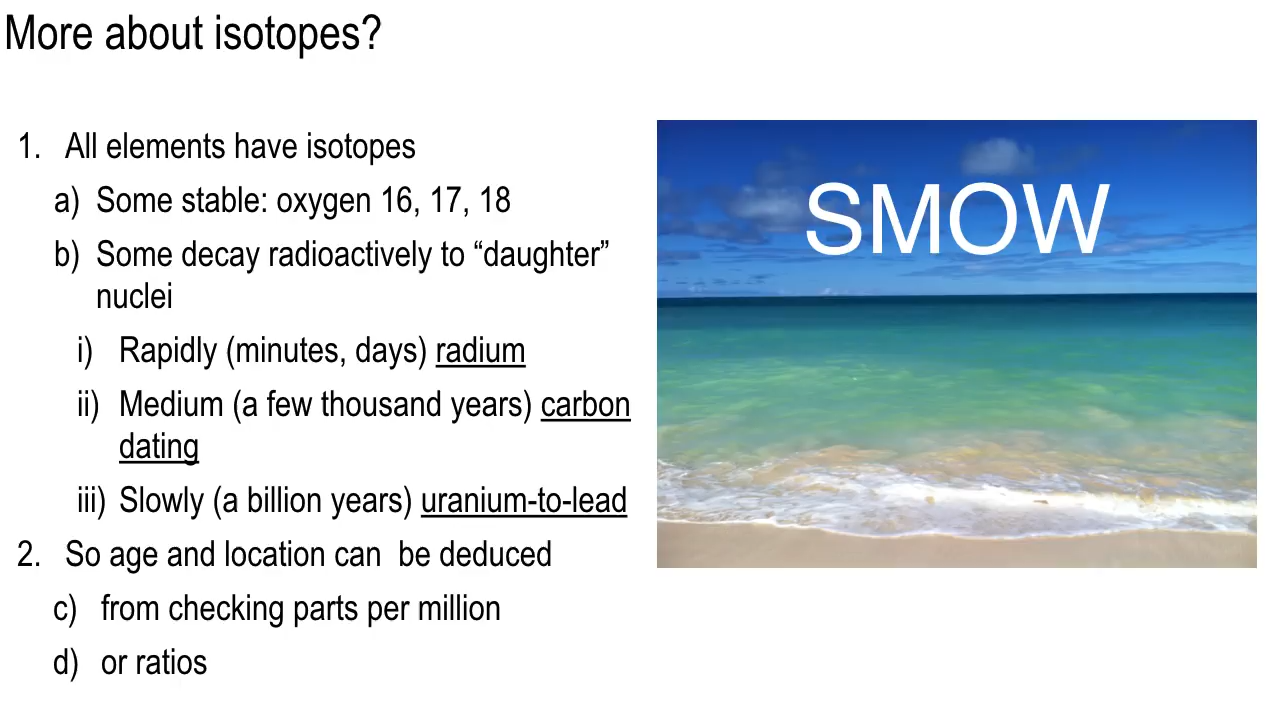 More about isotopes?
1. All elements have isotopes
a) Some stable: oxygen 16, 17, 18
b) Some decay radioactively to “daughter”
nuclei
i) Rapidly (minutes, days) radium
ii) Medium (a few thousand years) carbon
dating
iii) Slowly (a billion years) uranium-to-lead
2. So age and location can  be deduced
c) from checking parts per million
d) or ratios
SMOW